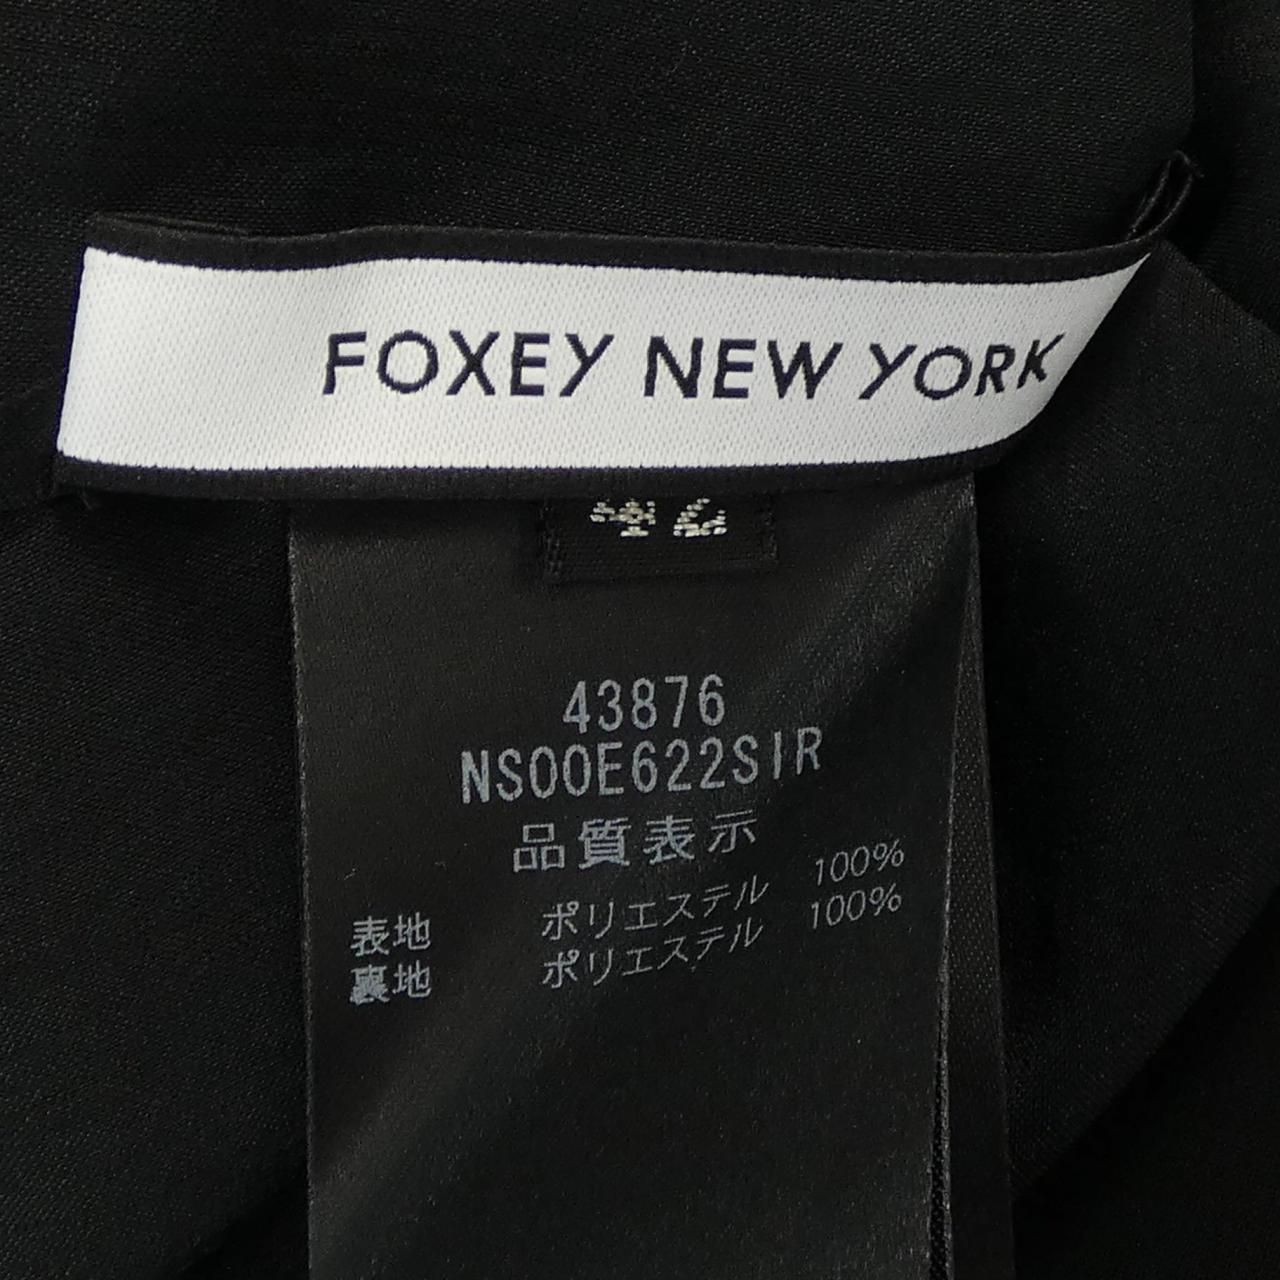 FOXEY NEW YORK
42
43876
NS00E622SIR
品質表示
表地 ポリエステル 100%
裏地 ポリエステル 100%